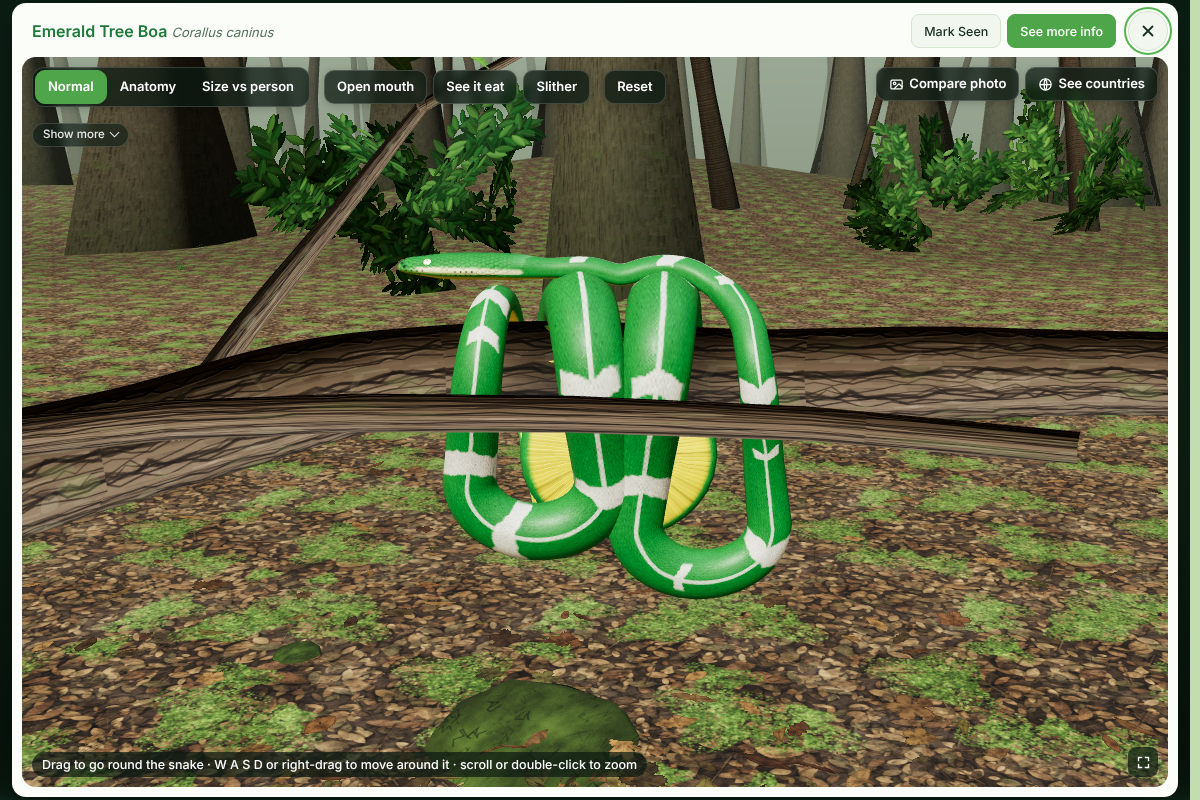 Emerald Tree Boa Corallus caninus
Mark Seen
See more info
Normal
Anatomy
Size vs person
Open mouth
See it eat
Slither
Reset
Compare photo
See countries
Show more
Drag to go round the snake · W A S D or right-drag to move around it · scroll or double-click to zoom